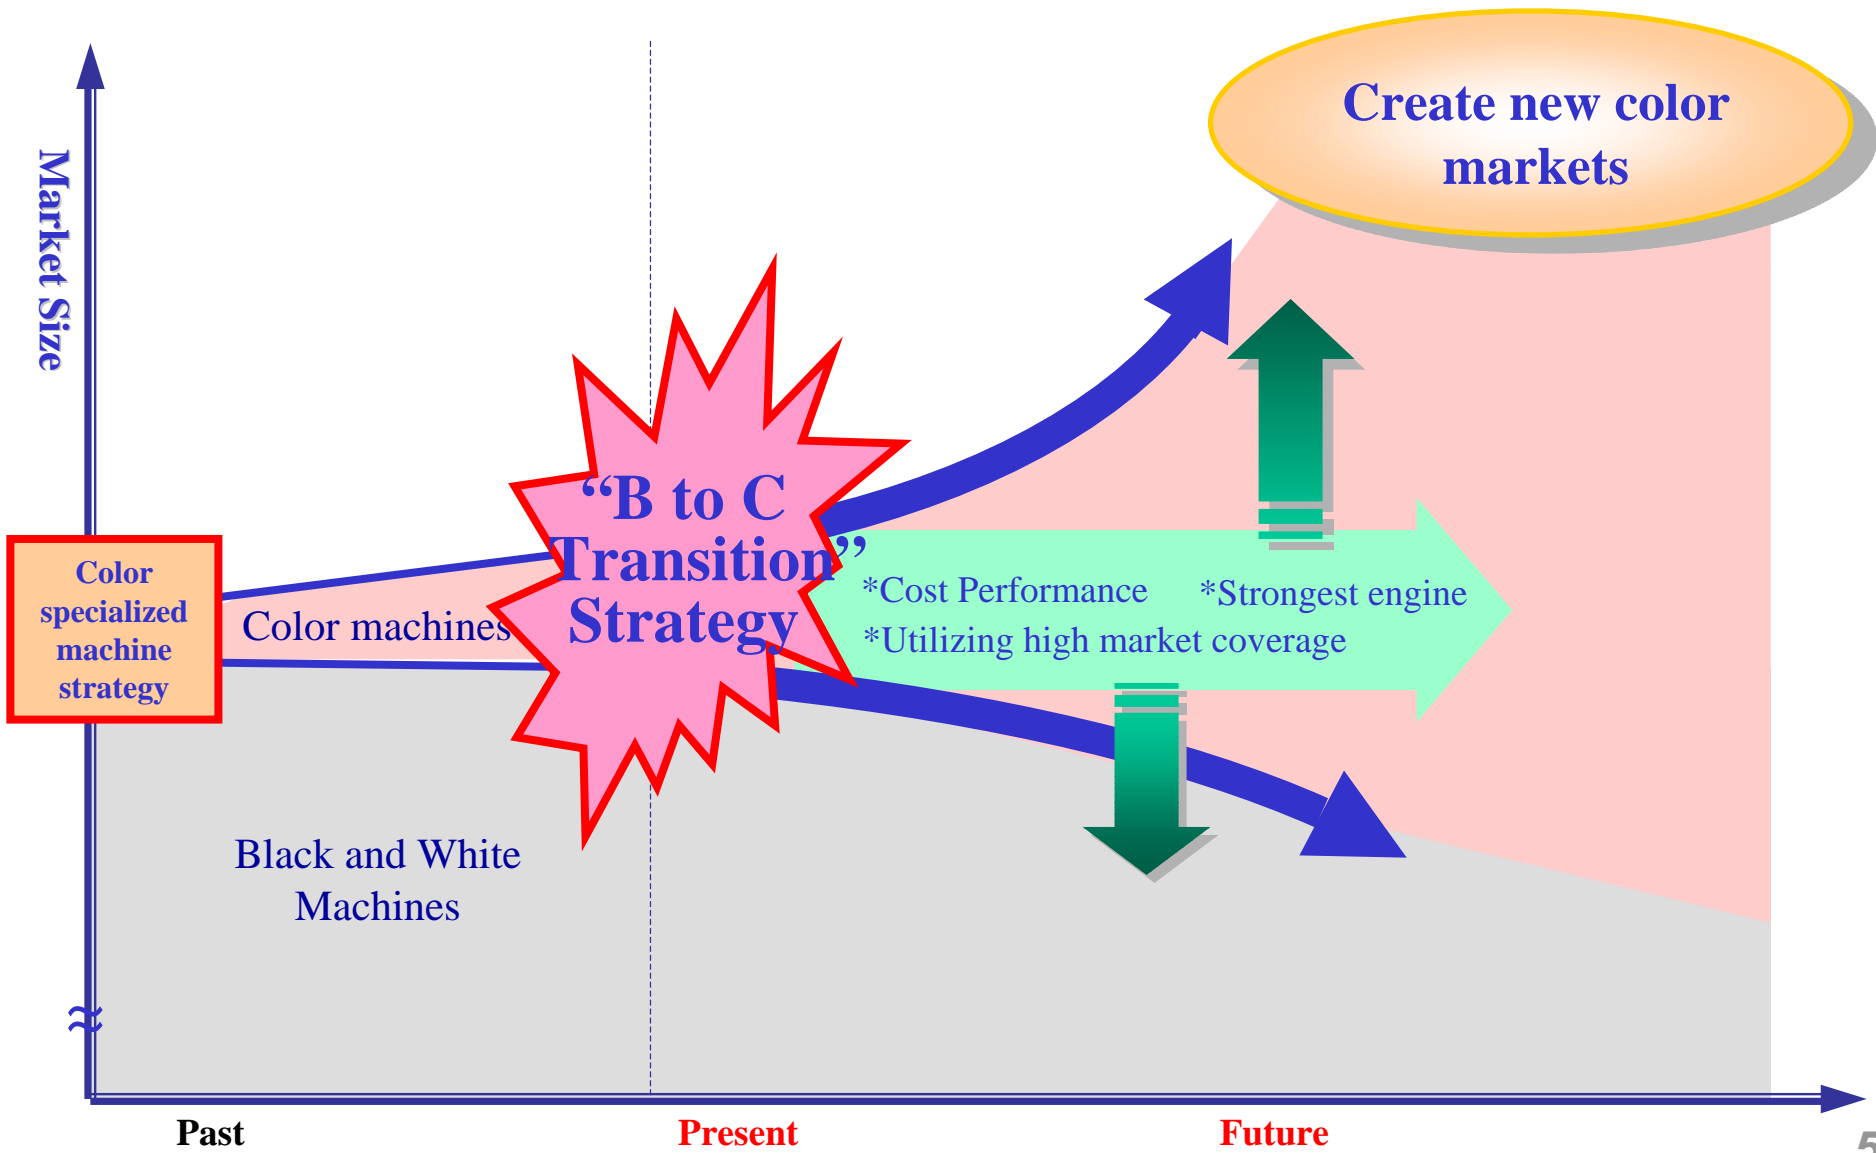 Create new color
markets
Market Size
“B to C
Transition”
Strategy
Color
specialized
machine
strategy
Color machines
*Cost Performance *Strongest engine
*Utilizing high market coverage
Black and White
Machines
≈
Past Present Future
5